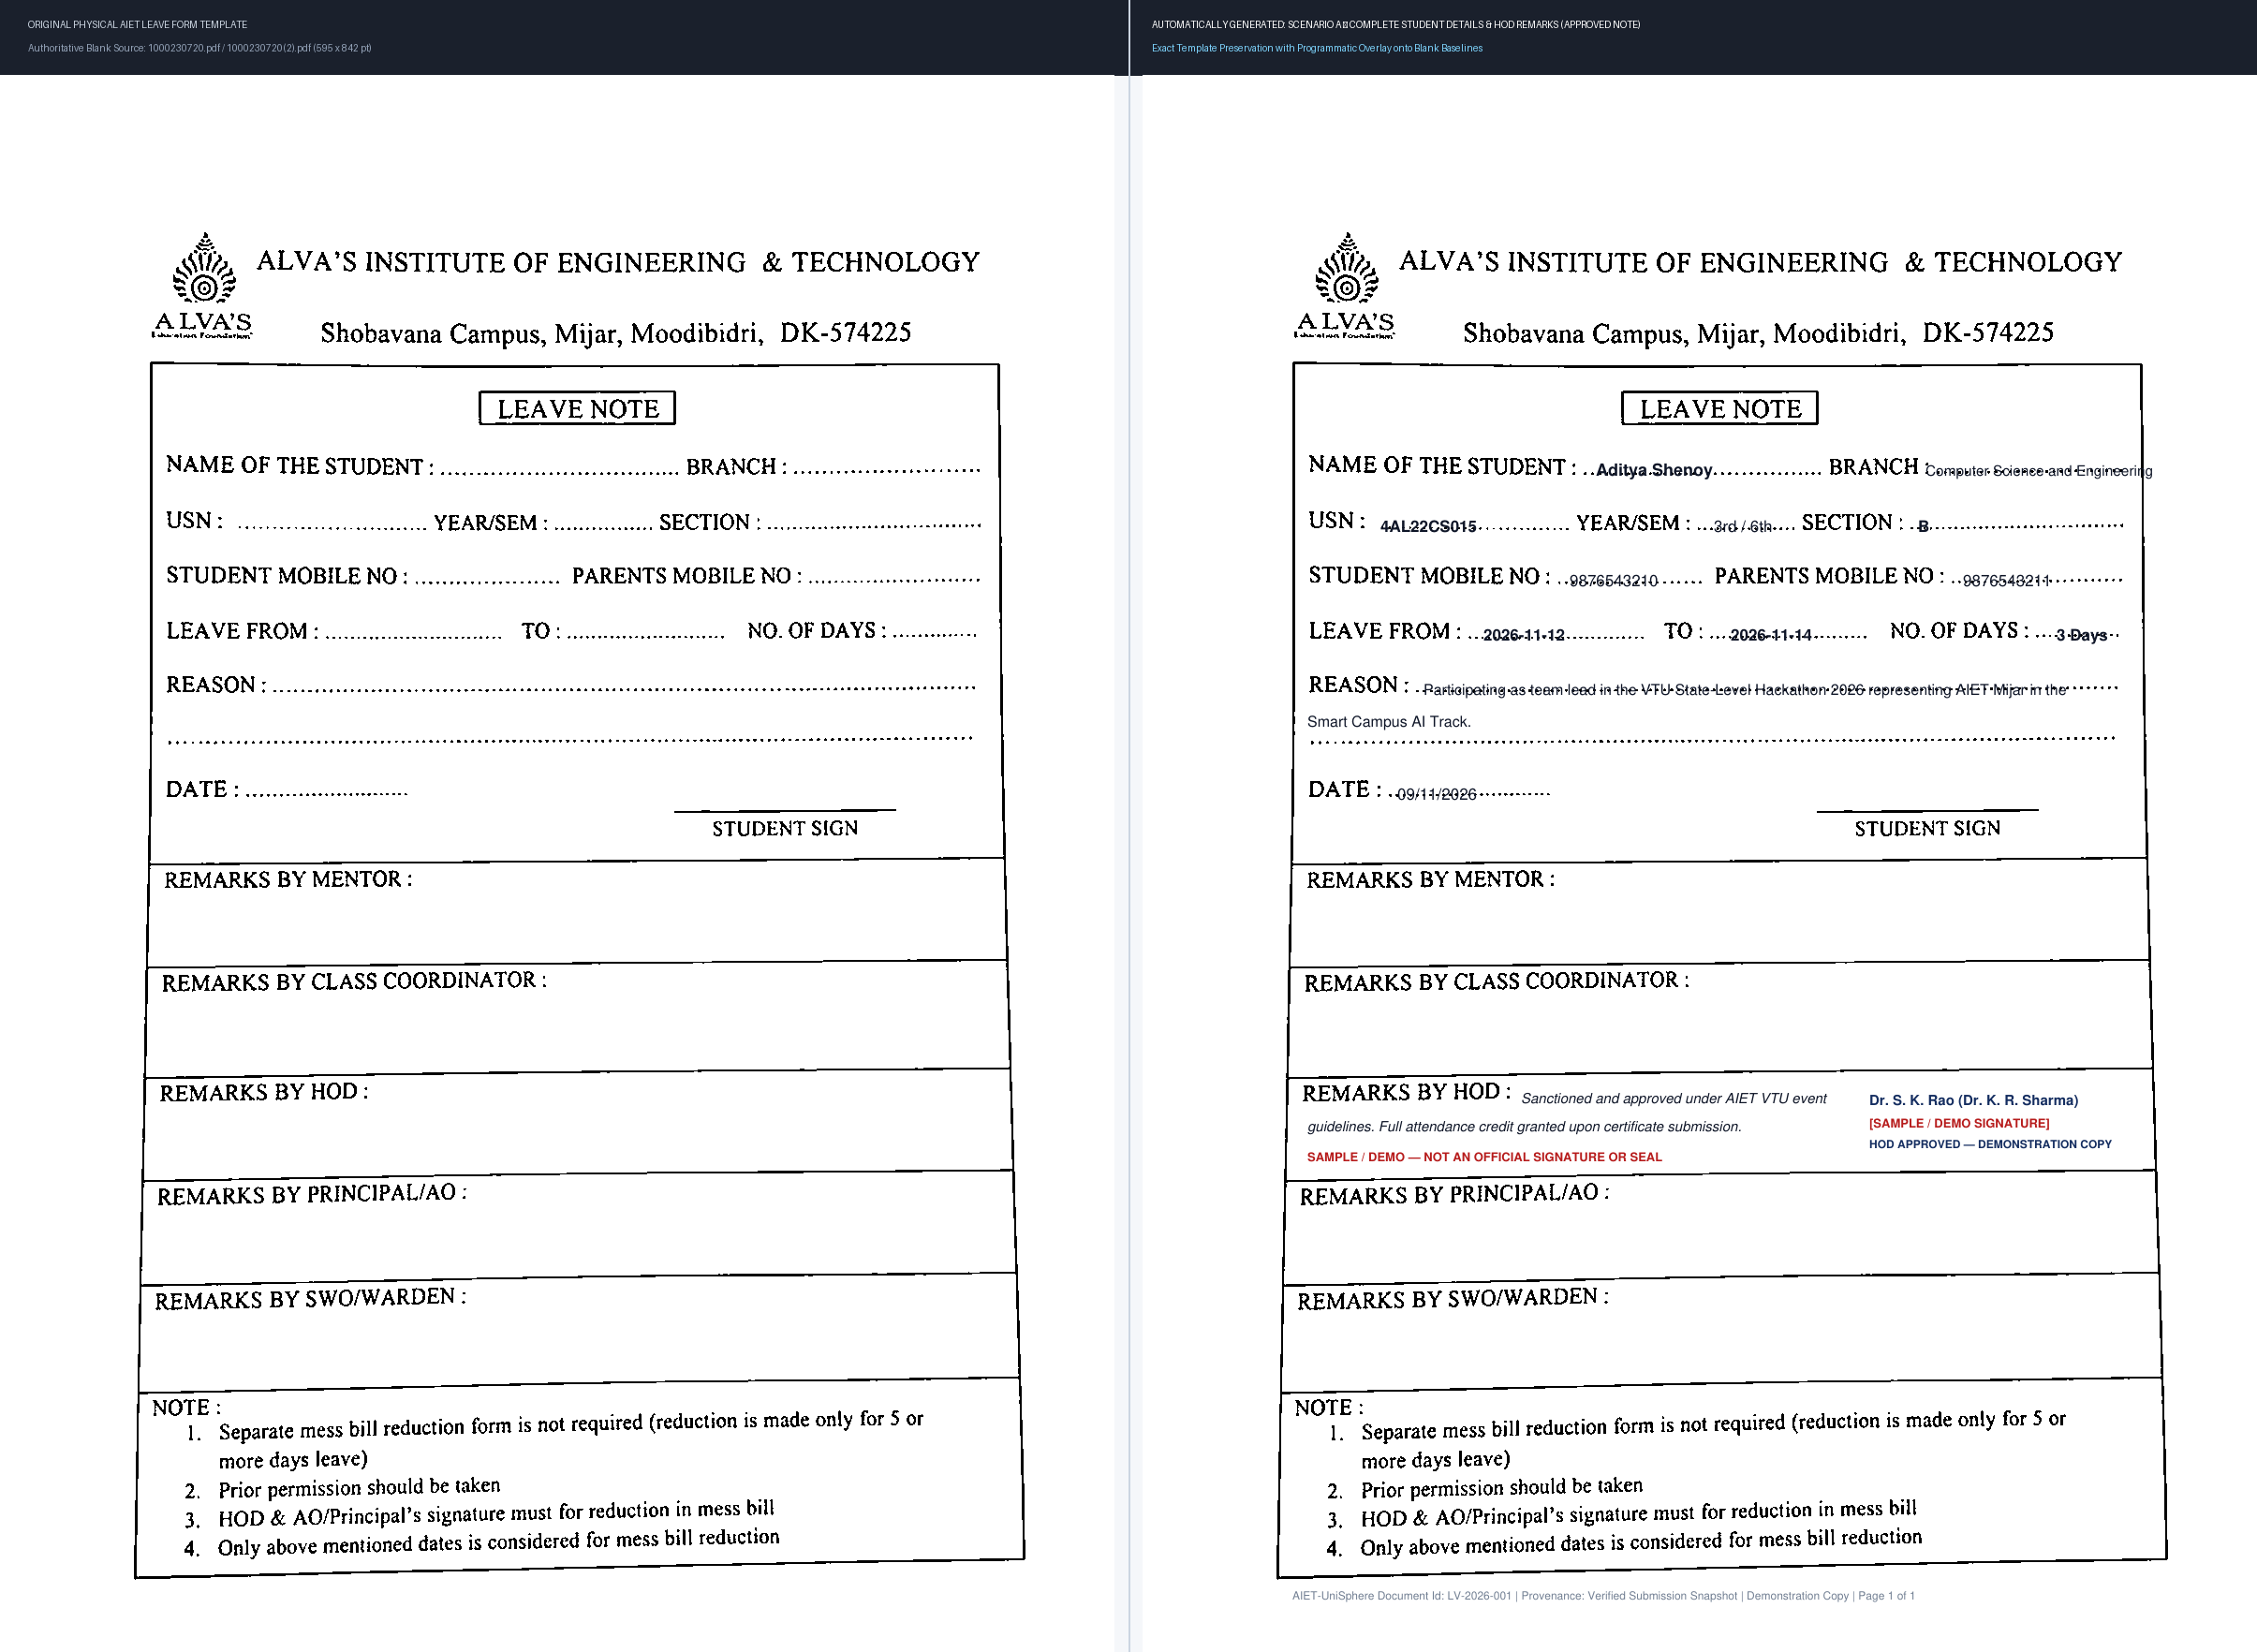 ORIGINAL PHYSICAL AIET LEAVE FORM TEMPLATE
Authoritative Blank Source: 1000230720.pdf / 1000230720(2).pdf (595 x 842 pt)
ALVA'S
Education Foundation
ALVA'S INSTITUTE OF ENGINEERING & TECHNOLOGY
Shobavana Campus, Mijar, Moodibidri, DK-574225
LEAVE NOTE
NAME OF THE STUDENT : .................................... BRANCH : ............................
USN : ............................ YEAR/SEM : ............... SECTION : ................................
STUDENT MOBILE NO : ...................... PARENTS MOBILE NO : ..........................
LEAVE FROM : ........................... TO : ........................ NO. OF DAYS : .............
REASON : ..........................................................................................................
........................................................................................................................
DATE : .........................
STUDENT SIGN
REMARKS BY MENTOR :
REMARKS BY CLASS COORDINATOR :
REMARKS BY HOD :
REMARKS BY PRINCIPAL/AO :
REMARKS BY SWO/WARDEN :
NOTE :
1. Separate mess bill reduction form is not required (reduction is made only for 5 or
more days leave)
2. Prior permission should be taken
3. HOD & AO/Principal's signature must for reduction in mess bill
4. Only above mentioned dates is considered for mess bill reduction
AUTOMATICALLY GENERATED: SCENARIO A COMPLETE STUDENT DETAILS & HOD REMARKS (APPROVED NOTE)
Exact Template Preservation with Programmatic Overlay onto Blank Baselines
ALVA'S
Education Foundation
ALVA'S INSTITUTE OF ENGINEERING & TECHNOLOGY
Shobavana Campus, Mijar, Moodibidri, DK-574225
LEAVE NOTE
NAME OF THE STUDENT : ..Aditya Shenoy................ BRANCH : Computer Science and Engineering
USN : 4AL22CS015.............. YEAR/SEM : ...3rd / 6th.... SECTION : ..B.............................
STUDENT MOBILE NO : ..9876543210...... PARENTS MOBILE NO : ..9876543211...........
LEAVE FROM : ...2026-11-12............ TO : ....2026-11-14........ NO. OF DAYS : ....3 Days..
REASON : ..Participating as team lead in the VTU State Level Hackathon 2026 representing AIET Mijar in the........
Smart Campus AI Track.
........................................................................................................................
DATE : ..09/11/2026............
STUDENT SIGN
REMARKS BY MENTOR :
REMARKS BY CLASS COORDINATOR :
REMARKS BY HOD : Sanctioned and approved under AIET VTU event
guidelines. Full attendance credit granted upon certificate submission.
SAMPLE / DEMO — NOT AN OFFICIAL SIGNATURE OR SEAL
Dr. S. K. Rao (Dr. K. R. Sharma)
[SAMPLE / DEMO SIGNATURE]
HOD APPROVED — DEMONSTRATION COPY
REMARKS BY PRINCIPAL/AO :
REMARKS BY SWO/WARDEN :
NOTE :
1. Separate mess bill reduction form is not required (reduction is made only for 5 or
more days leave)
2. Prior permission should be taken
3. HOD & AO/Principal's signature must for reduction in mess bill
4. Only above mentioned dates is considered for mess bill reduction
AIET-UniSphere Document Id: LV-2026-001 | Provenance: Verified Submission Snapshot | Demonstration Copy | Page 1 of 1